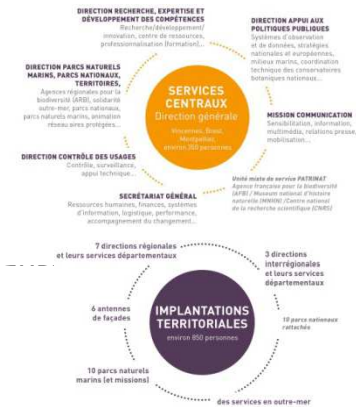 DIRECTION RECHERCHE, EXPERTISE ET
DÉVELOPPEMENT DES COMPÉTENCES
Recherche/développement/
innovation, centre de ressources,
professionnalisation (formation)...
DIRECTION APPUI AUX
POLITIQUES PUBLIQUES
Systèmes d'observation
et de données, stratégies
nationales et européennes,
milieu marins, coordination
technique des conservatoires
botaniques nationaux...
DIRECTION PARCS NATURELS
MARINS, PARCS NATIONAUX,
TERRITOIRES,
Agences régionales pour la
biodiversité (ARB), solidarité
outre-mer, parcs nationaux,
parcs naturels marins, animation
réseau aires protégées...
SERVICES
CENTRAUX
Direction générale
Vincennes, Brest,
Montpellier,
environ 300 personnes
MISSION COMMUNICATION
Sensibilisation, information,
multimédia, relations presse,
mobilisation...
DIRECTION CONTRÔLE DES USAGES
Contrôle, surveillance,
appui technique...
SECRÉTARIAT GÉNÉRAL
Ressources humaines, finances, systèmes
d'information, logistique, performance,
accompagnement du changement...
Unité mixte de service PATRINAT
Agence française pour la biodiversité
(AFB) / Museum national d'histoire
naturelle (MNHN) /Centre national
de la recherche scientifique (CNRS)
7 directions régionales
et leurs services départementaux
3 directions
interrégionales
et leurs services
départementaux
6 antennes
de façades
IMPLANTATIONS
TERRITORIALES
environ 850 personnes
10 parcs nationaux
rattachés
10 parcs naturels
marins (et missions)
des services en outre-mer